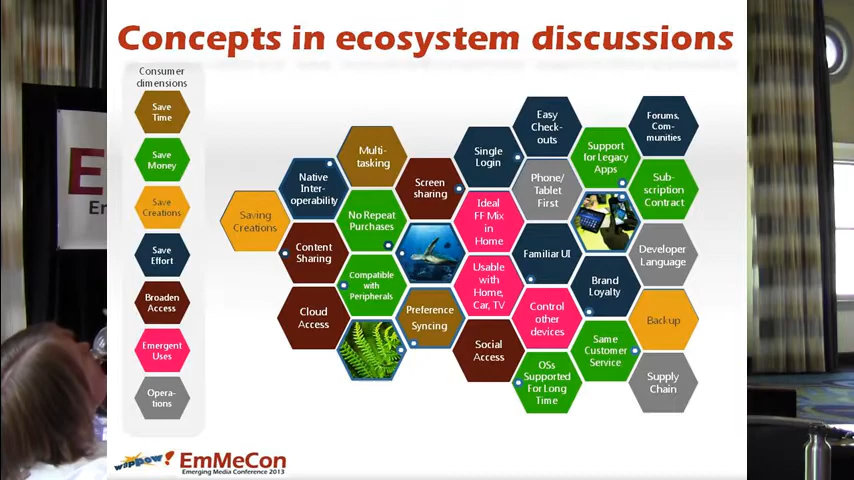 Concepts in ecosystem discussions
Consumer
dimensions
Save
Time
Save
Money
Save
Creations
Save
Effort
Broaden
Access
Emergent
Uses
Opera-
tions
Saving
Creations
Native
Inter-
operability
Content
Sharing
Cloud
Access
Multi-
tasking
No Repeat
Purchases
Compatible
with
Peripherals
Screen
sharing
Preference
Syncing
Single
Login
Ideal
FF Mix
in
Home
Usable
with
Home,
Car, TV
Social
Access
Easy
Check-
outs
Phone/
Tablet
First
Familiar UI
Control
other
devices
OSs
Supported
For Long
Time
Support
for Legacy
Apps
Brand
Loyalty
Same
Customer
Service
Forums,
Com-
munities
Sub-
scription
Contract
Developer
Language
Backup
Supply
Chain
wappow!
EmMeCon
Emerging Media Conference 2013
E
En